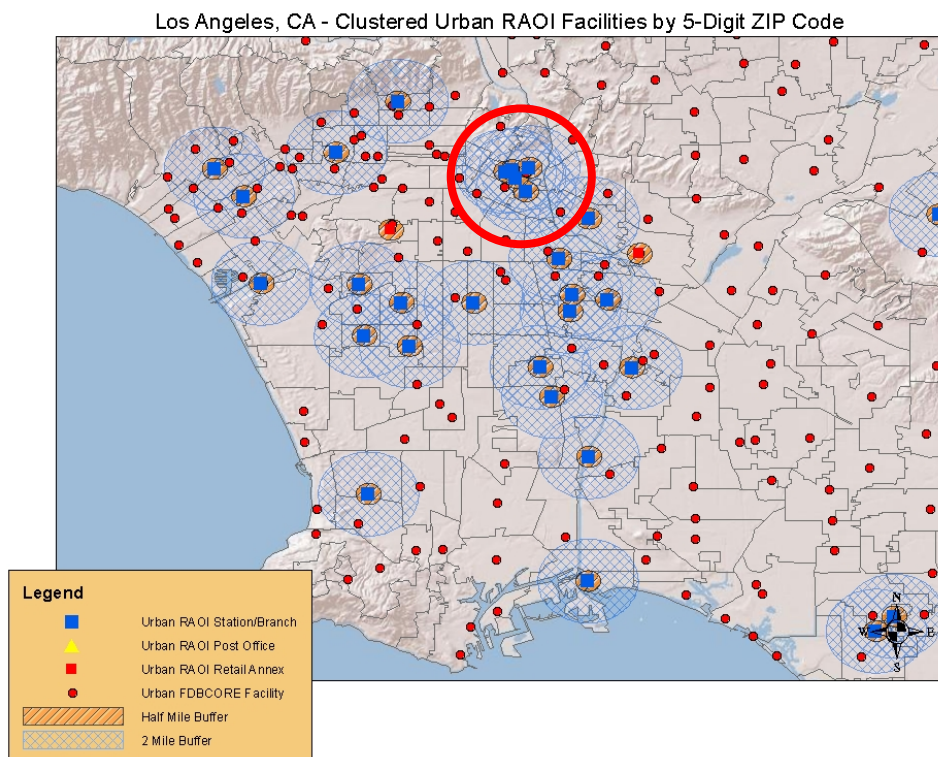 Los Angeles, CA - Clustered Urban RAOI Facilities by 5-Digit ZIP Code
N
W
E
S
Legend
Urban RAOI Station/Branch
Urban RAOI Post Office
Urban RAOI Retail Annex
Urban FDBCORE Facility
Half Mile Buffer
2 Mile Buffer